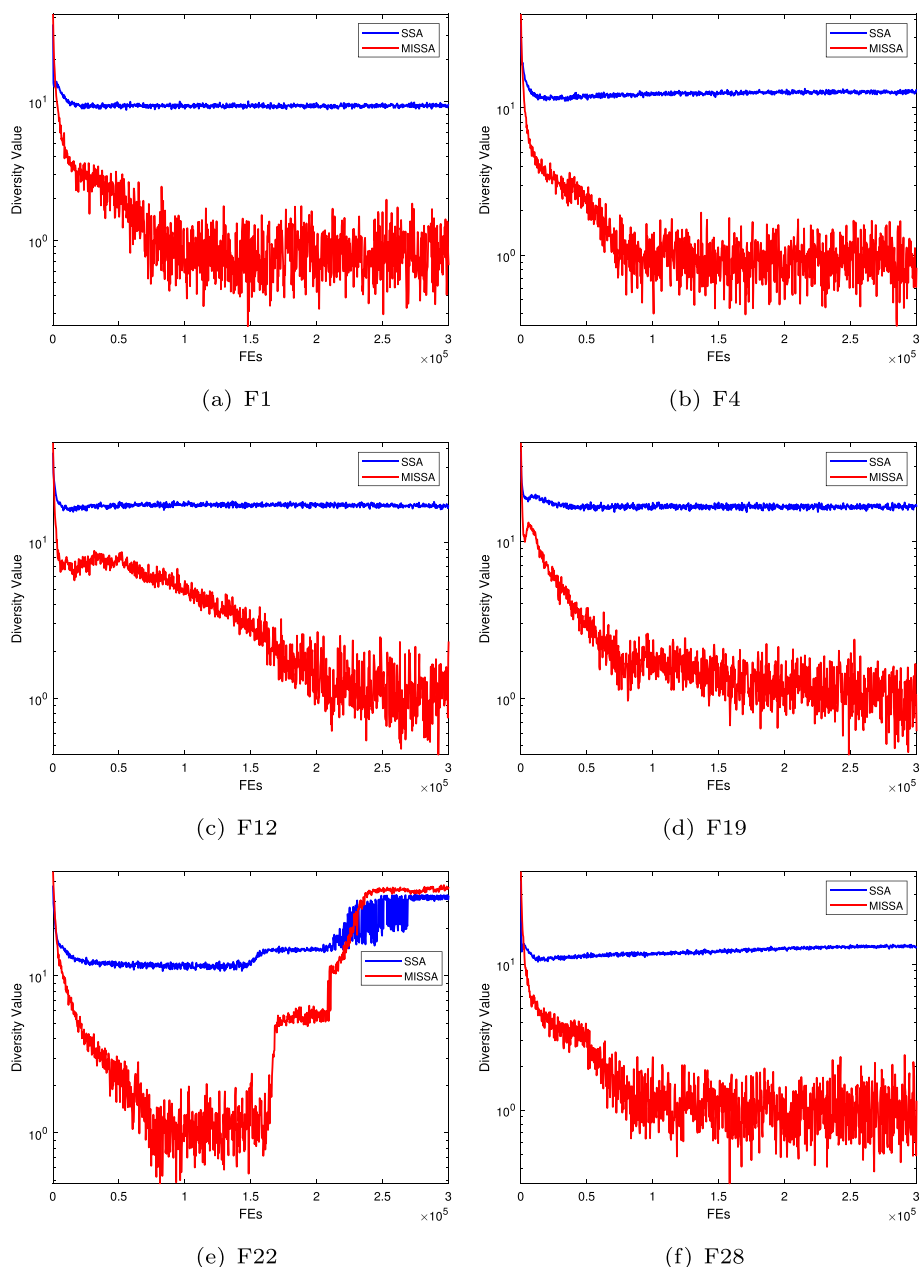 SSA
MISSA
Diversity Value
10^1
10^0
0 0.5 1 1.5 2 2.5 3
FEs
×10^5
(a) F1
SSA
MISSA
Diversity Value
10^1
10^0
0 0.5 1 1.5 2 2.5 3
FEs
×10^5
(b) F4
SSA
MISSA
Diversity Value
10^1
10^0
0 0.5 1 1.5 2 2.5 3
FEs
×10^5
(c) F12
SSA
MISSA
Diversity Value
10^1
10^0
0 0.5 1 1.5 2 2.5 3
FEs
×10^5
(d) F19
SSA
MISSA
Diversity Value
10^1
10^0
0 0.5 1 1.5 2 2.5 3
FEs
×10^5
(e) F22
SSA
MISSA
Diversity Value
10^1
10^0
0 0.5 1 1.5 2 2.5 3
FEs
×10^5
(f) F28